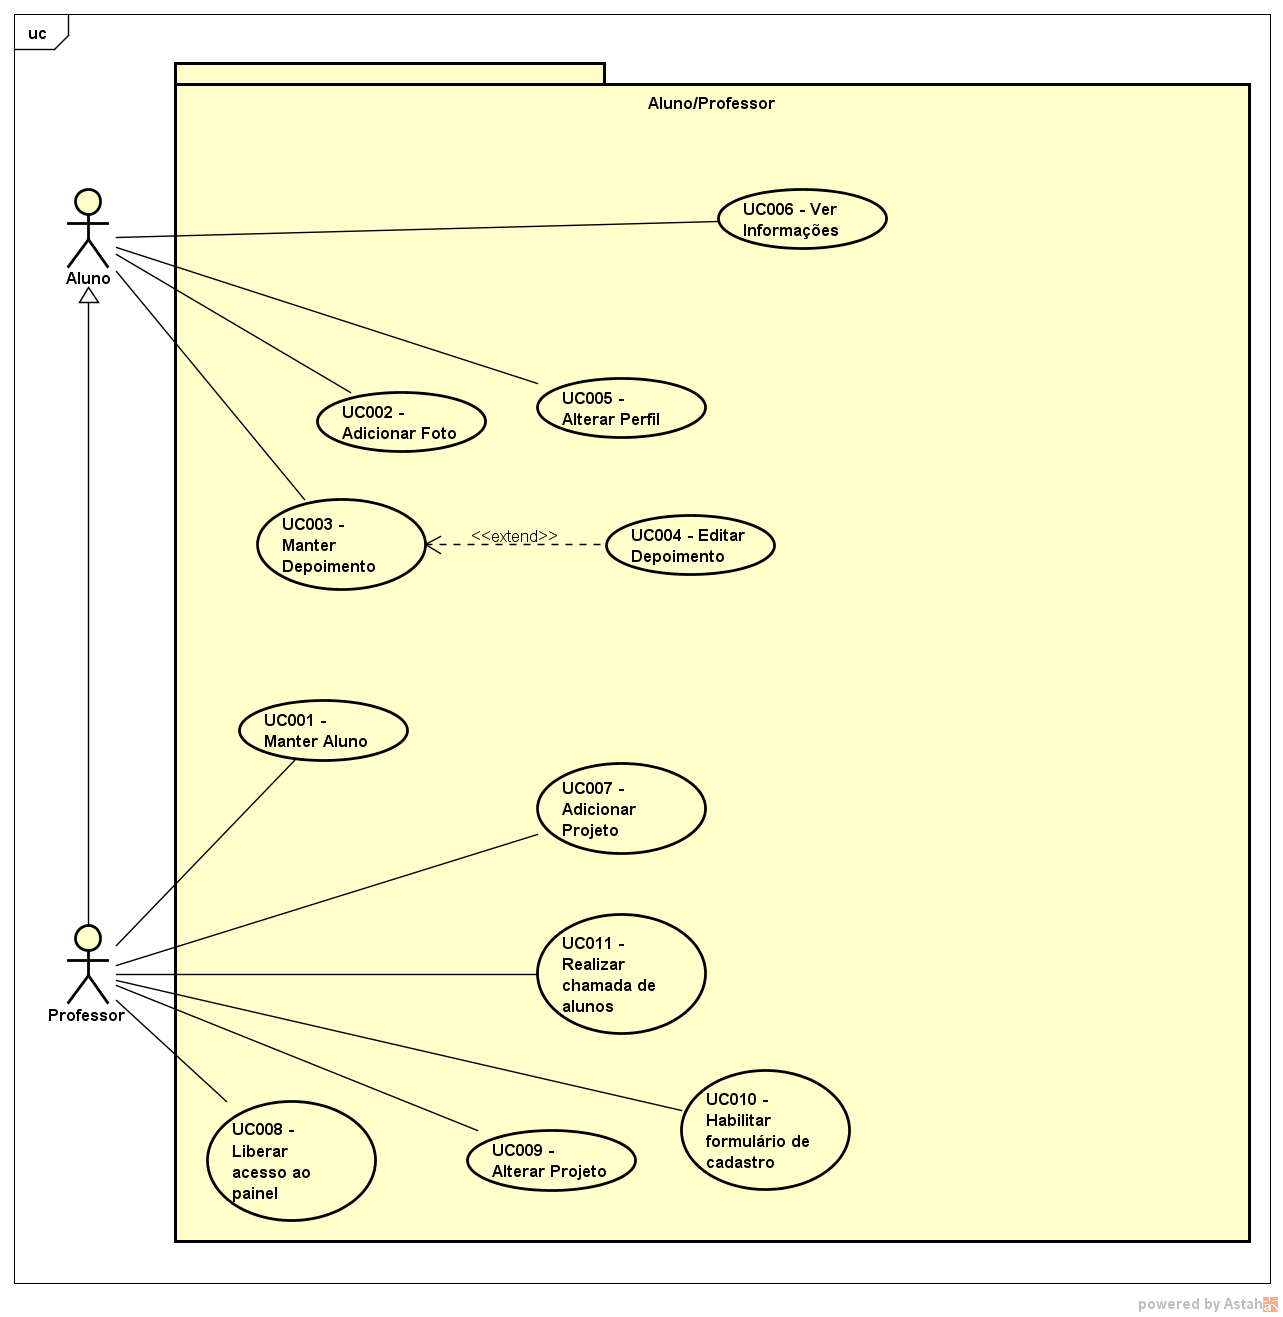 uc
Aluno/Professor
UC006 - Ver
Informações
Aluno
UC005 -
Alterar Perfil
UC002 -
Adicionar Foto
UC003 -
Manter
Depoimento
<<extend>>
UC004 - Editar
Depoimento
UC001 -
Manter Aluno
UC007 -
Adicionar
Projeto
UC011 -
Realizar
chamada de
alunos
Professor
UC010 -
Habilitar
formulário de
cadastro
UC008 -
Liberar
acesso ao
painel
UC009 -
Alterar Projeto
powered by Astah